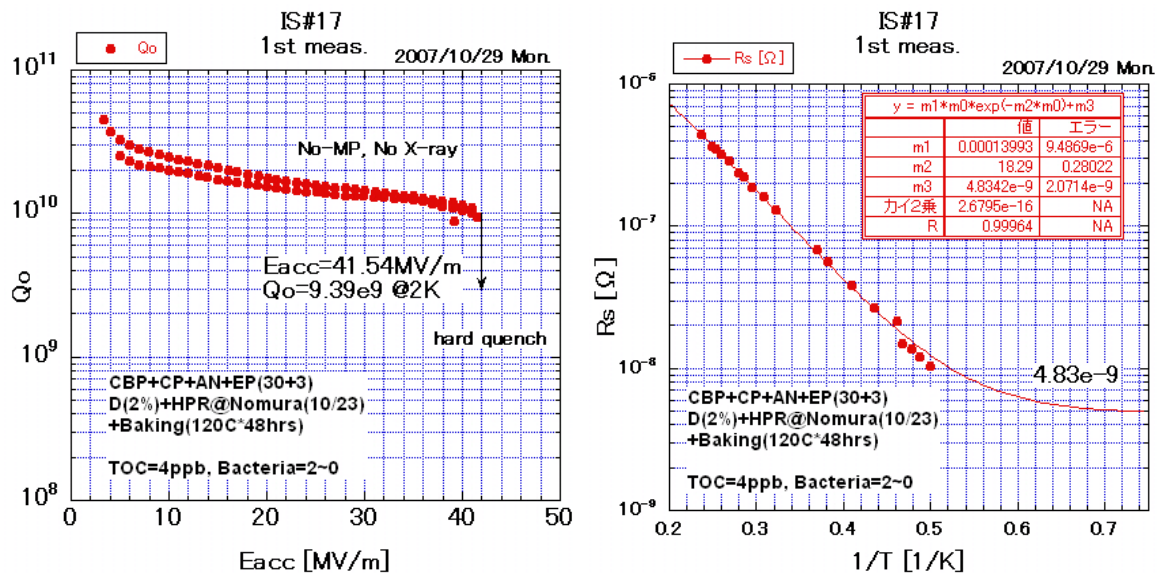 IS#17
1st meas.
Qo
2007/10/29 Mon.
10^11
10^10
10^9
10^8
Qo
No-MP, No X-ray
Eacc=41.54MV/m
Qo=9.39e9 @2K
hard quench
CBP+CP+AN+EP(30+3)
D(2%)+HPR@Nomura(10/23)
+Baking(120C*48hrs)
TOC=4ppb, Bacteria=2~0
0 10 20 30 40 50
Eacc [MV/m]
IS#17
1st meas.
Rs [Ω]
2007/10/29 Mon.
10^-6
10^-7
10^-8
10^-9
Rs [Ω]
y = m1*m0*exp(-m2*m0)+m3
値 エラー
m1 0.00013993 9.4869e-6
m2 18.29 0.28022
m3 4.8342e-9 2.0714e-9
カイ2乗 2.6795e-16 NA
R 0.99964 NA
4.83e-9
CBP+CP+AN+EP(30+3)
D(2%)+HPR@Nomura(10/23)
+Baking(120C*48hrs)
TOC=4ppb, Bacteria=2~0
0.2 0.3 0.4 0.5 0.6 0.7
1/T [1/K]